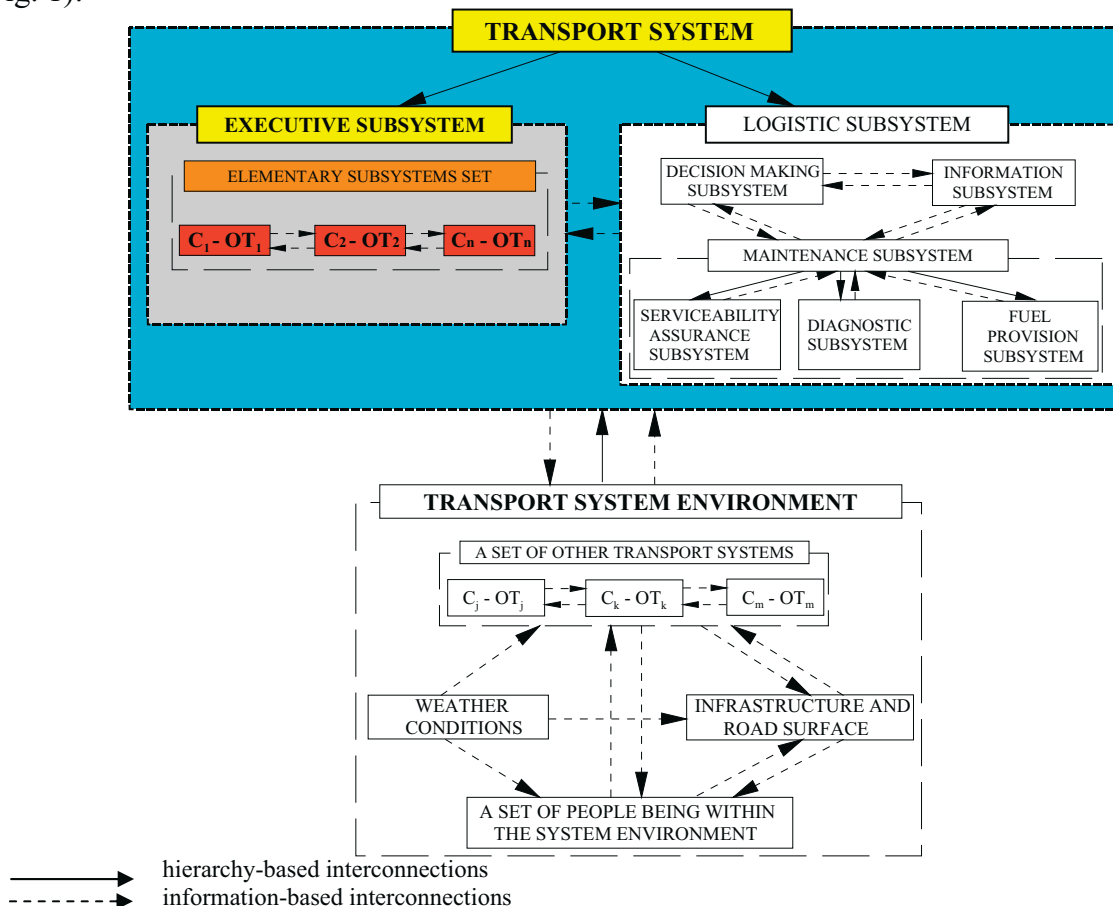 Fig. 1).
TRANSPORT SYSTEM
EXECUTIVE SUBSYSTEM
LOGISTIC SUBSYSTEM
ELEMENTARY SUBSYSTEMS SET
DECISION MAKING
SUBSYSTEM
INFORMATION
SUBSYSTEM
C₁ - OT₁
C₂ - OT₂
Cn - OTn
MAINTENANCE SUBSYSTEM
SERVICEABILITY
ASSURANCE
SUBSYSTEM
DIAGNOSTIC
SUBSYSTEM
FUEL
PROVISION
SUBSYSTEM
TRANSPORT SYSTEM ENVIRONMENT
A SET OF OTHER TRANSPORT SYSTEMS
Cⱼ - OTⱼ
Cₖ - OTₖ
Cₘ - OTₘ
WEATHER
CONDITIONS
INFRASTRUCTURE AND
ROAD SURFACE
A SET OF PEOPLE BEING WITHIN
THE SYSTEM ENVIRONMENT
hierarchy-based interconnections
information-based interconnections